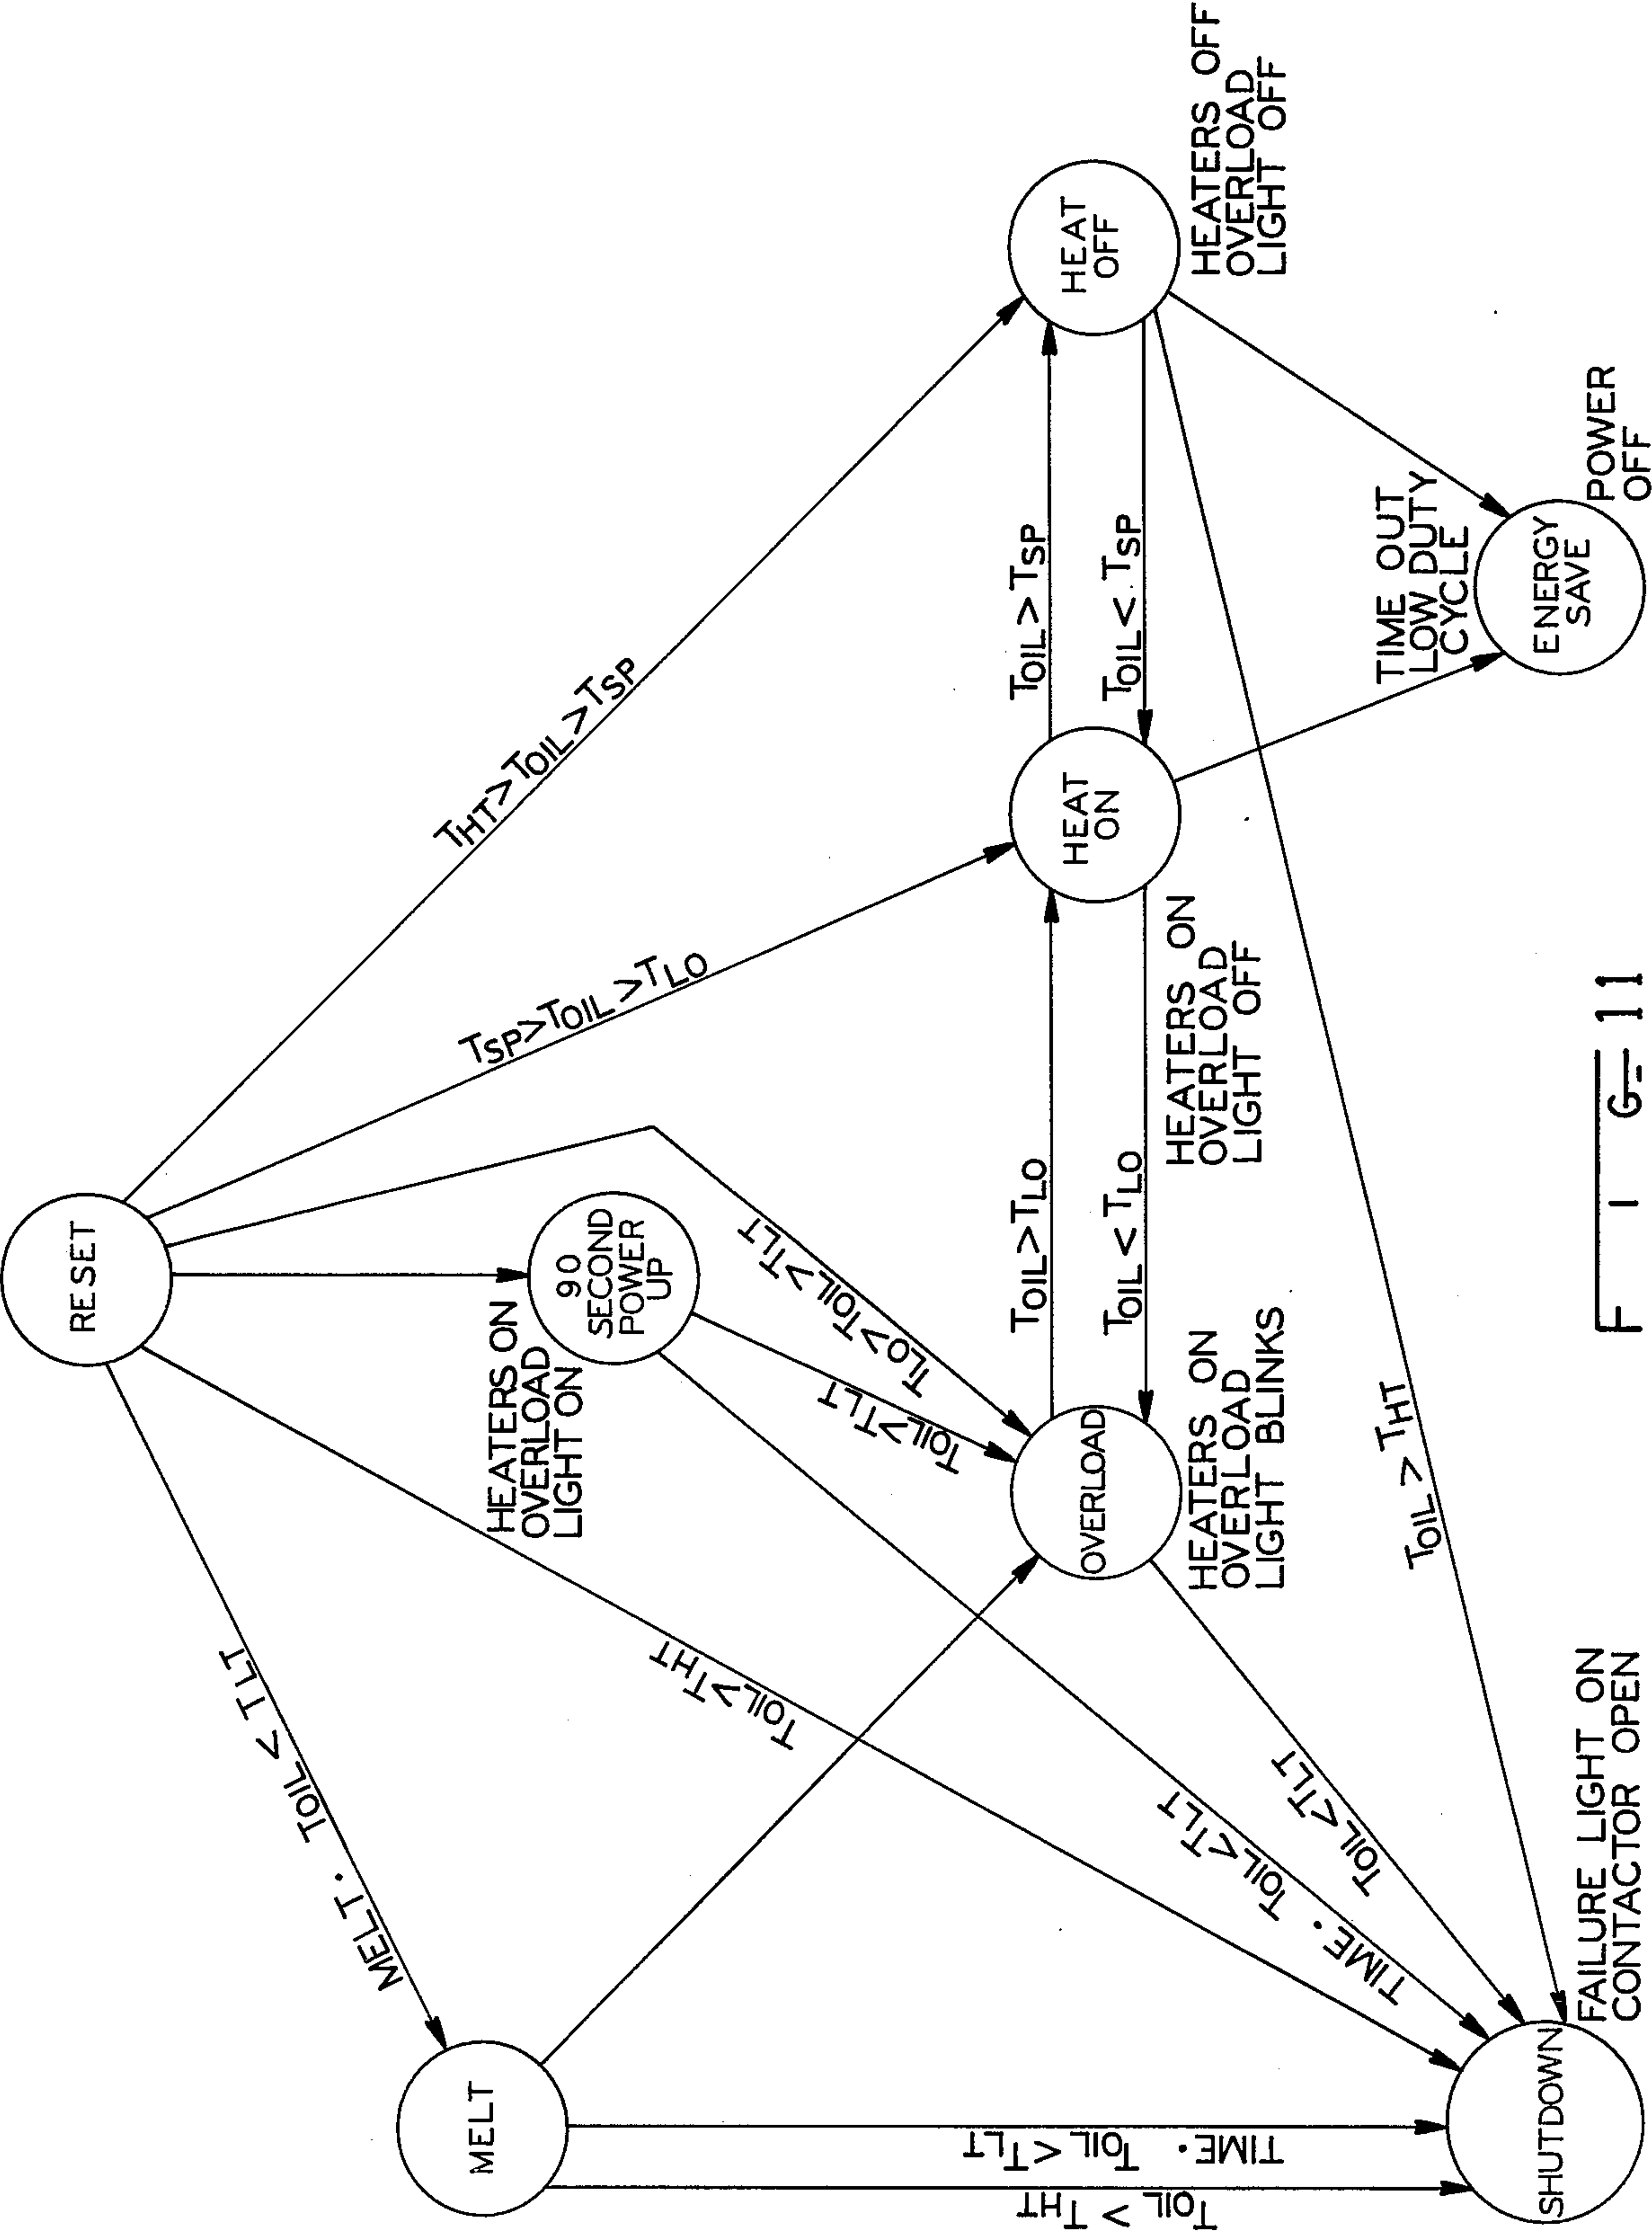 RESET
MELT · TOIL < TLT
TOIL>THT
TSP>TOIL>TLO
THT>TOIL>TSP
MELT
HEATERS ON
OVERLOAD
LIGHT ON
90
SECOND
POWER
UP
TLO>TOIL>TLT
TOIL>TLT
TOIL>TLO
TOIL<TLO
TOIL>TSP
TOIL<TSP
OVERLOAD
HEAT
ON
HEAT
OFF
HEATERS ON
OVERLOAD
LIGHT BLINKS
HEATERS ON
OVERLOAD
LIGHT OFF
HEATERS OFF
OVERLOAD
LIGHT OFF
TOIL > THT
TIME · TOIL<TLT
TIME · TOIL<TLT
TOIL<TLT
TOIL > THT
TIME OUT
LOW DUTY
CYCLE
SHUTDOWN
FAILURE LIGHT ON
CONTACTOR OPEN
ENERGY
SAVE
POWER
OFF
FIG-11